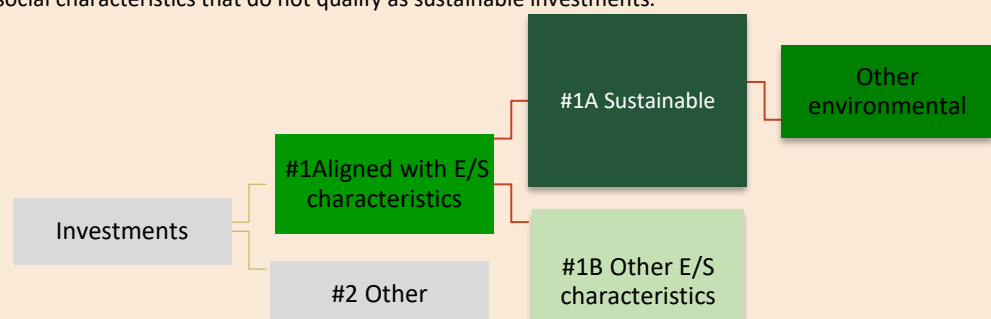 social characteristics that do not qualify as sustainable investments.
#1A Sustainable
Other
environmental
#1Aligned with E/S
characteristics
Investments
#2 Other
#1B Other E/S
characteristics